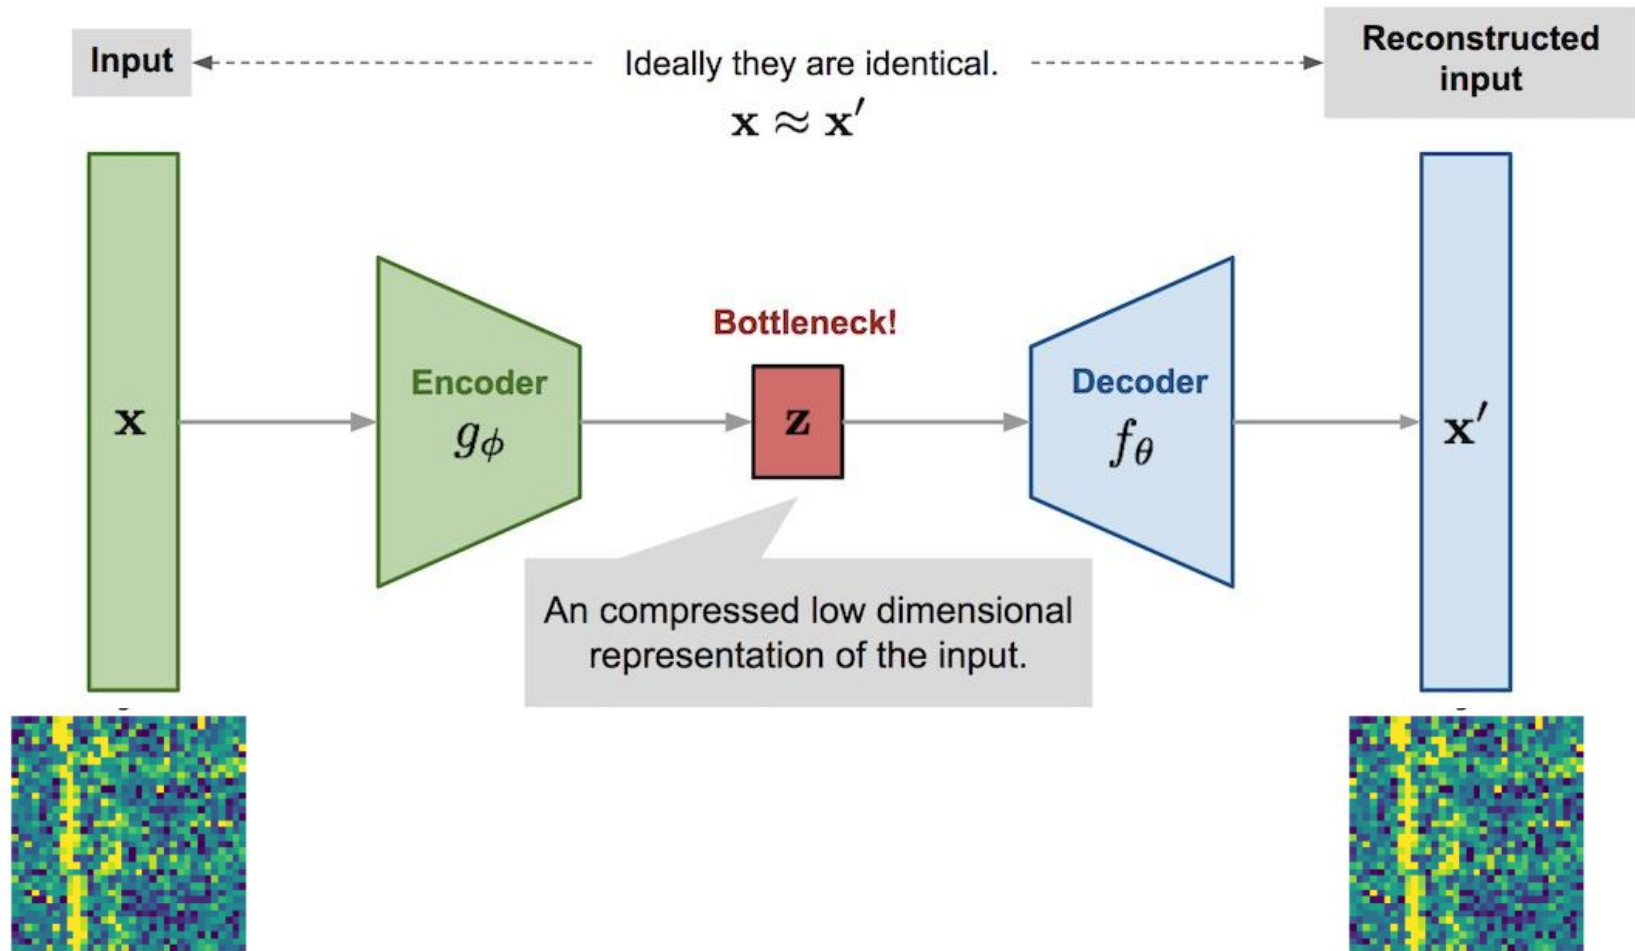 Input
Ideally they are identical.
x ≈ x′
Reconstructed
input
Bottleneck!
x
Encoder
gϕ
z
Decoder
fθ
x′
An compressed low dimensional
representation of the input.